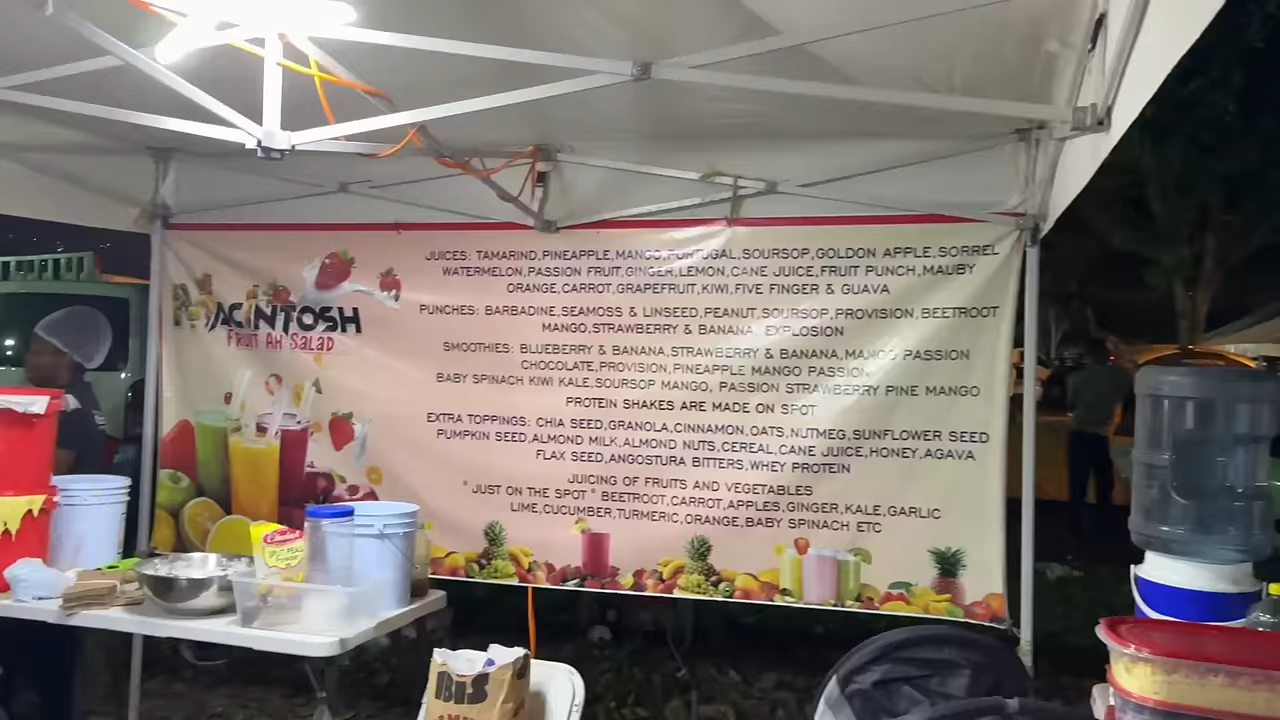 MACINTOSH
FRUIT AH SALAD
JUICES: TAMARIND,PINEAPPLE,MANGO,PORTUGAL,SOURSOP,GOLDON APPLE,SORREL
WATERMELON,PASSION FRUIT,GINGER,LEMON,CANE JUICE,FRUIT PUNCH,MAUBY
ORANGE,CARROT,GRAPEFRUIT,KIWI,FIVE FINGER & GUAVA
PUNCHES: BARBADINE,SEAMOSS & LINSEED,PEANUT,SOURSOP,PROVISION,BEETROOT
MANGO,STRAWBERRY & BANANA, EXPLOSION
SMOOTHIES: BLUEBERRY & BANANA,STRAWBERRY & BANANA,MANGO PASSION
CHOCOLATE,PROVISION,PINEAPPLE MANGO PASSION
BABY SPINACH KIWI KALE,SOURSOP MANGO, PASSION STRAWBERRY PINE MANGO
PROTEIN SHAKES ARE MADE ON SPOT
EXTRA TOPPINGS: CHIA SEED,GRANOLA,CINNAMON,OATS,NUTMEG,SUNFLOWER SEED
PUMPKIN SEED,ALMOND MILK,ALMOND NUTS,CEREAL,CANE JUICE,HONEY,AGAVA
FLAX SEED,ANGOSTURA BITTERS,WHEY PROTEIN
JUICING OF FRUITS AND VEGETABLES
" JUST ON THE SPOT " BEETROOT,CARROT,APPLES,GINGER,KALE,GARLIC
LIME,CUCUMBER,TURMERIC,ORANGE,BABY SPINACH ETC
SPLIT PEAS
POWDER
IBIS